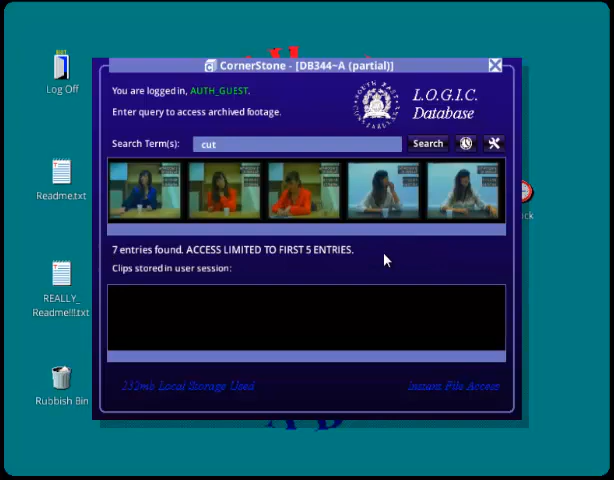 CornerStone - [DB344~A (partial)]
Log Off
You are logged in, AUTH_GUEST.
Enter query to access archived footage.
L.O.G.I.C.
Database
Search Term(s):
cut
Search
Readme.txt
7 entries found. ACCESS LIMITED TO FIRST 5 ENTRIES.
Clips stored in user session:
REALLY_
Readme!!!.txt
232mb Local Storage Used
Instant File Access
Rubbish Bin